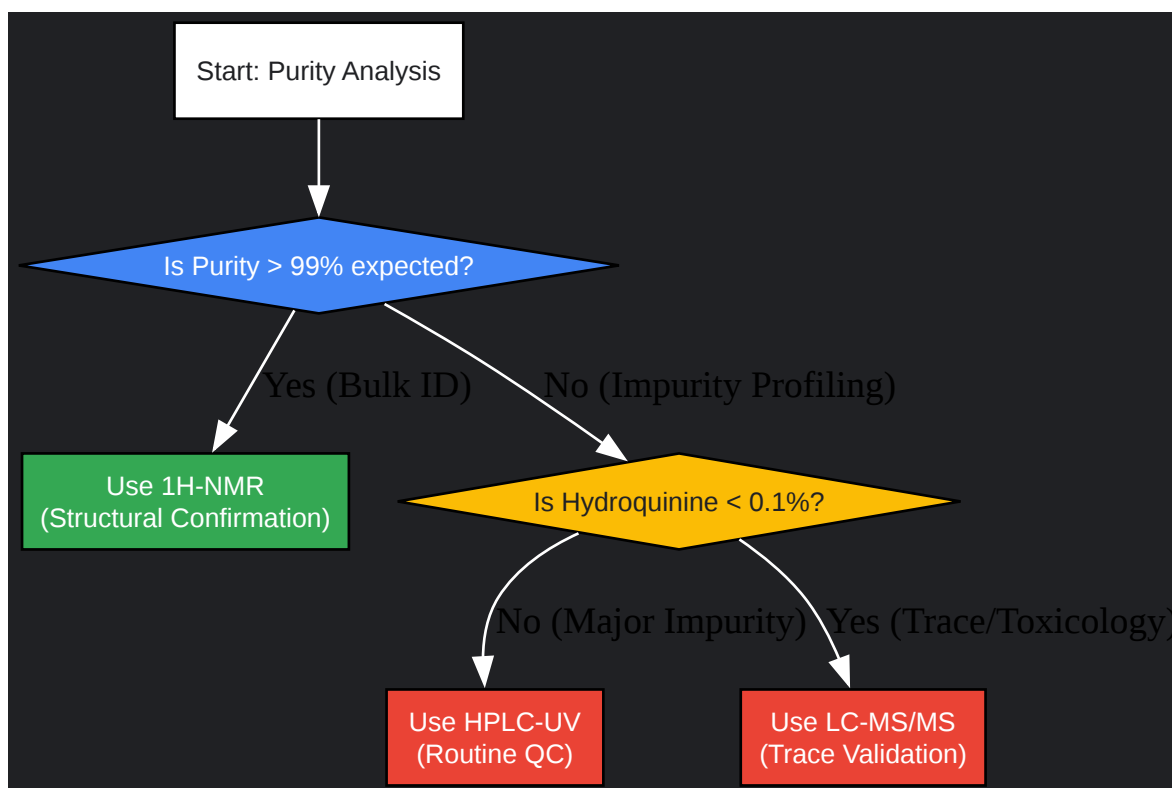 Start: Purity Analysis
Is Purity > 99% expected?
Yes (Bulk ID)
No (Impurity Profiling)
Use 1H-NMR
(Structural Confirmation)
Is Hydroquinine < 0.1%?
No (Major Impurity)
Yes (Trace/Toxicology)
Use HPLC-UV
(Routine QC)
Use LC-MS/MS
(Trace Validation)